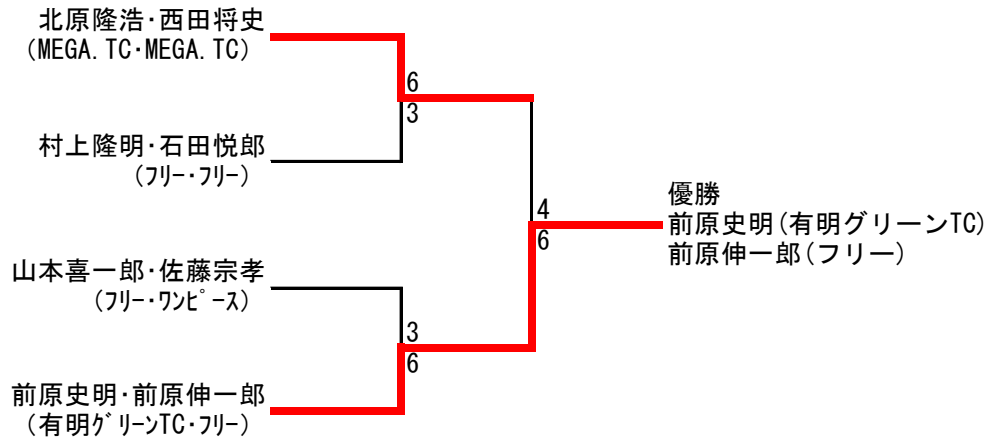 北原隆浩･西田将史
(MEGA.TC･MEGA.TC)
6
3
村上隆明･石田悦郎
(ﾌﾘｰ･ﾌﾘｰ)
4
6
優勝
前原史明(有明グリーンTC)
前原伸一郎(フリー)
山本喜一郎･佐藤宗孝
(ﾌﾘｰ･ﾜﾝﾋﾟｰｽ)
3
6
前原史明･前原伸一郎
(有明ｸﾞﾘｰﾝTC･ﾌﾘｰ)